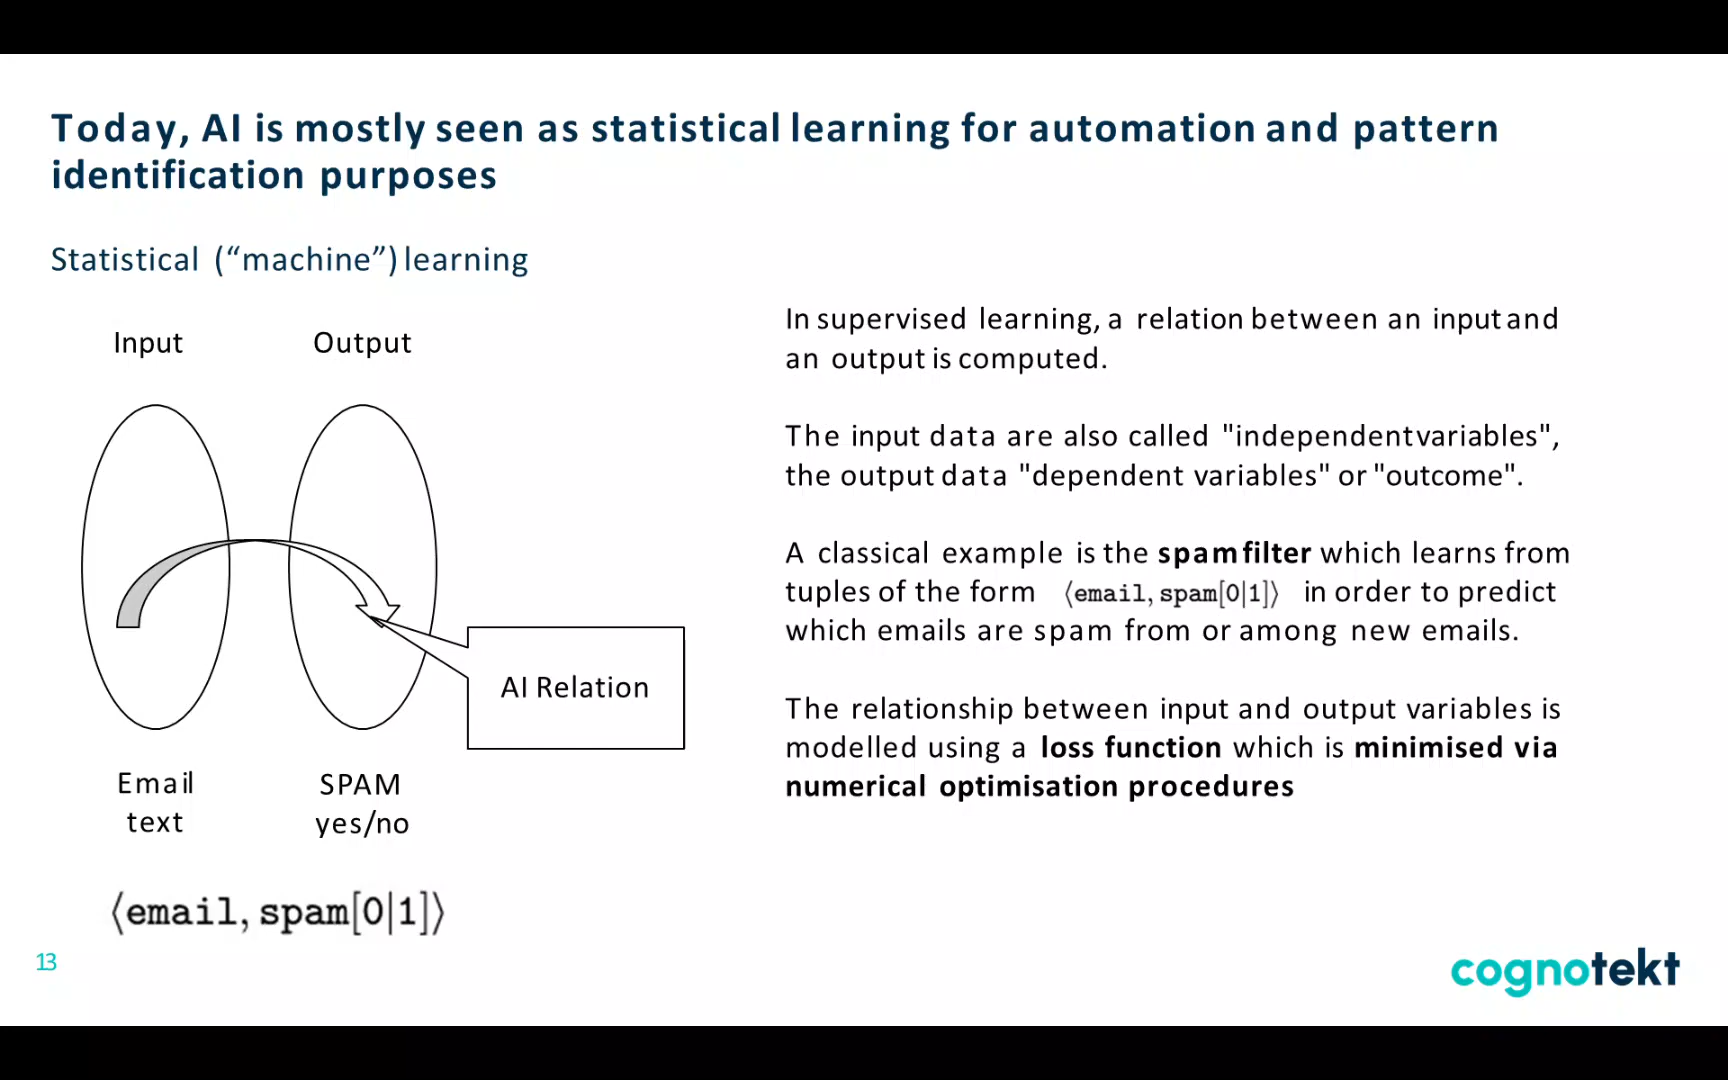 Today, AI is mostly seen as statistical learning for automation and pattern
identification purposes
Statistical (“machine”) learning
Input
Output
AI Relation
Email
text
SPAM
yes/no
⟨email, spam[0|1]⟩
In supervised learning, a relation between an input and
an output is computed.
The input data are also called "independent variables",
the output data "dependent variables" or "outcome".
A classical example is the spam filter which learns from
tuples of the form ⟨email, spam[0|1]⟩ in order to predict
which emails are spam from or among new emails.
The relationship between input and output variables is
modelled using a loss function which is minimised via
numerical optimisation procedures
13
cognotekt